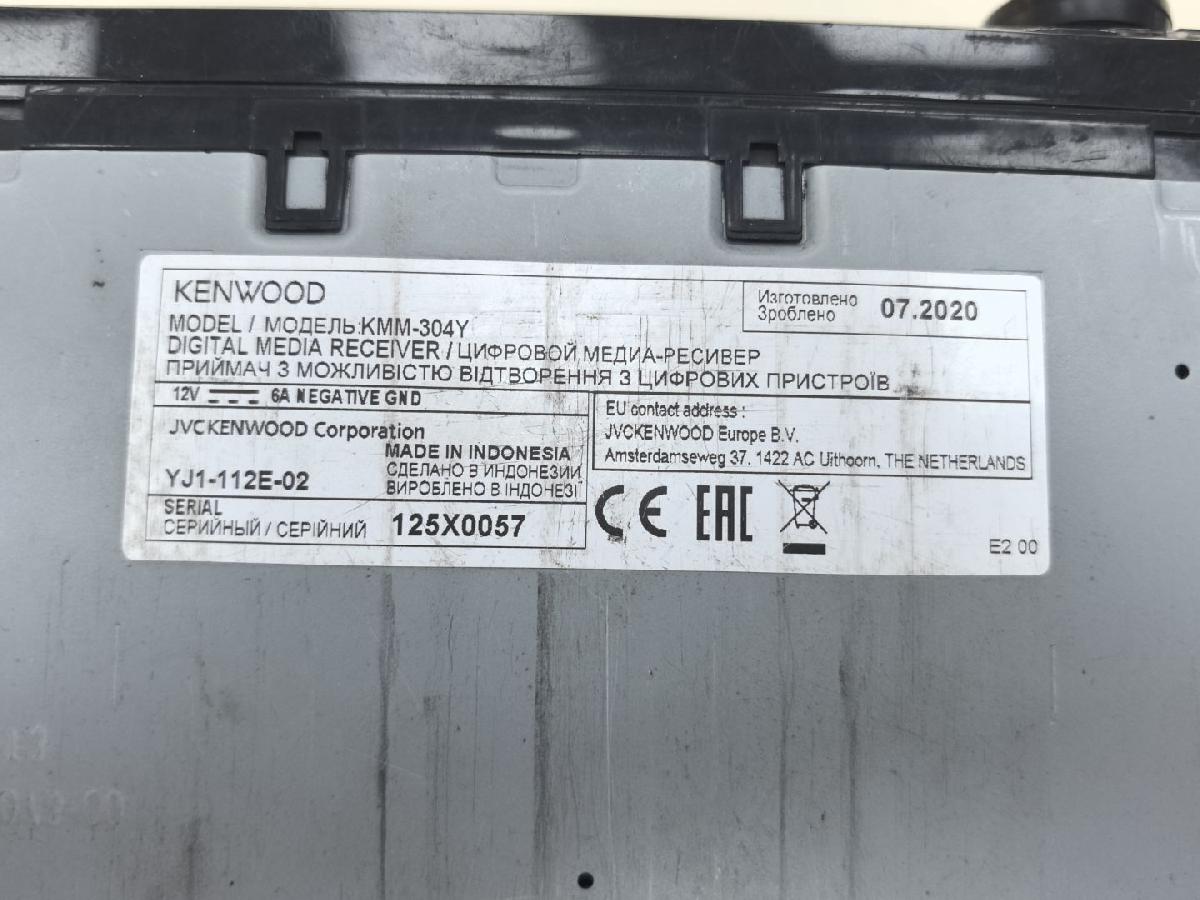 KENWOOD
Изготовлено
Зроблено
07.2020
MODEL / МОДЕЛЬ:KMM-304Y
DIGITAL MEDIA RECEIVER / ЦИФРОВОЙ МЕДИА-РЕСИВЕР
ПРИЙМАЧ З МОЖЛИВІСТЮ ВІДТВОРЕННЯ З ЦИФРОВИХ ПРИСТРОЇВ
12V 6A NEGATIVE GND
JVCKENWOOD Corporation
MADE IN INDONESIA
СДЕЛАНО В ИНДОНЕЗИИ
ВИРОБЛЕНО В ІНДОНЕЗІЇ
YJ1-112E-02
EU contact address :
JVCKENWOOD Europe B.V.
Amsterdamseweg 37, 1422 AC Uithoorn, THE NETHERLANDS
SERIAL
СЕРИЙНЫЙ / СЕРІЙНИЙ
125X0057
CE EAC
E2 00